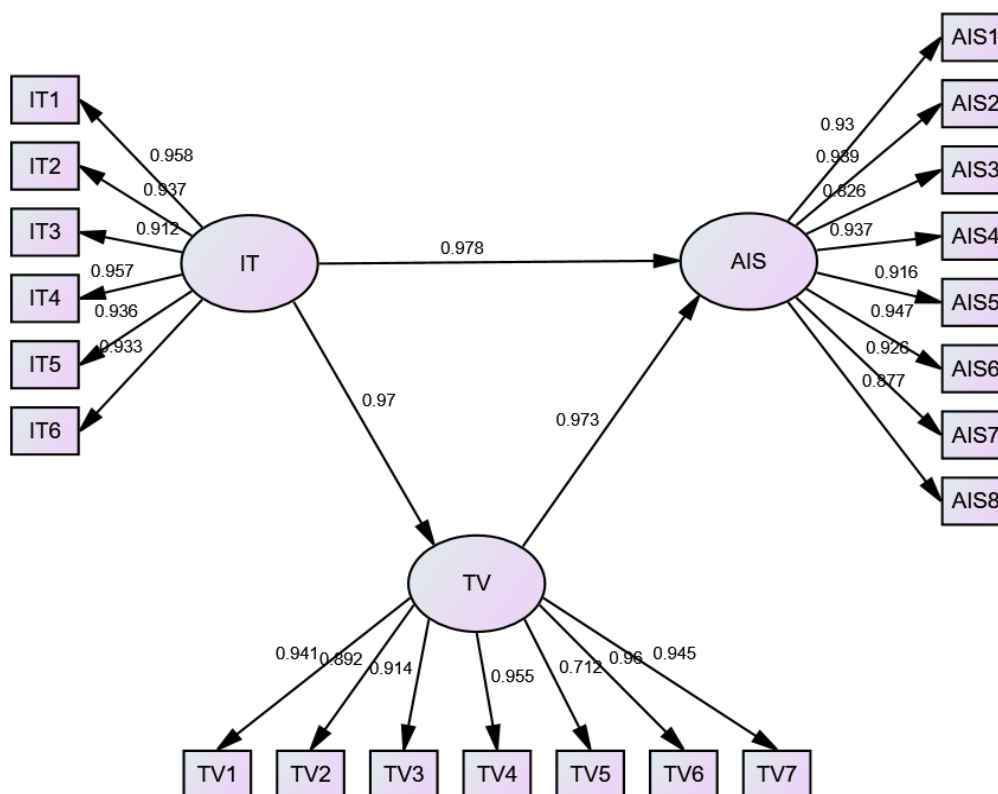 AIS1
IT1
AIS2
0.93
0.958
0.939
IT2
AIS3
0.937
0.826
IT3
0.912
0.937
AIS4
0.978
IT
AIS
0.957
0.916
IT4
AIS5
0.936
0.947
0.933
0.926
IT5
AIS6
0.877
0.97
0.973
IT6
AIS7
AIS8
TV
0.941
0.892
0.914
0.955
0.712
0.96
0.945
TV1
TV2
TV3
TV4
TV5
TV6
TV7